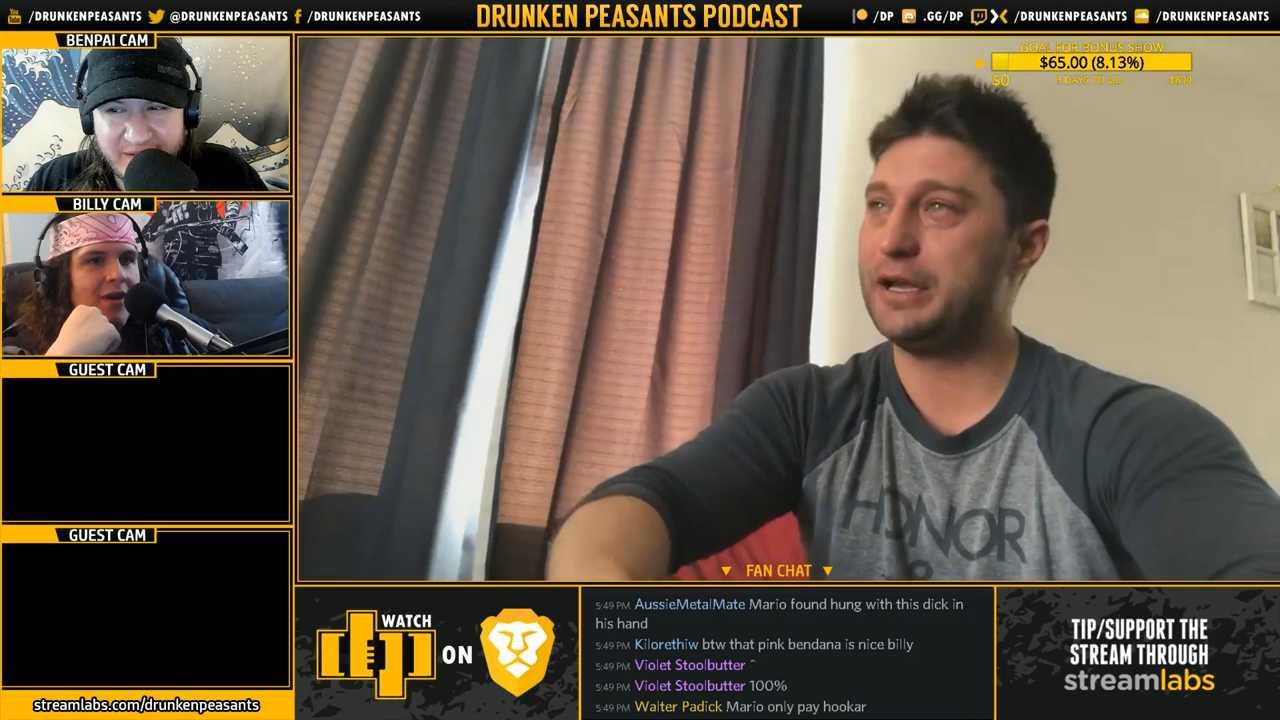 /DRUNKENPEASANTS @DRUNKENPEASANTS /DRUNKENPEASANTS
DRUNKEN PEASANTS PODCAST
/DP .GG/DP /DRUNKENPEASANTS /DRUNKENPEASANTS
BENPAI CAM
BILLY CAM
GUEST CAM
GUEST CAM
streamlabs.com/drunkenpeasants
GOAL FOR BONUS SHOW
$65.00 (8.13%)
$0 3 DAYS TO GO $800
HONOR
FAN CHAT
WATCH
ON
5:49 PM AussieMetalMate Mario found hung with this dick in
his hand
5:49 PM Kilorethiw btw that pink bendana is nice billy
5:49 PM Violet Stoolbutter ^
5:49 PM Violet Stoolbutter 100%
5:49 PM Walter Padick Mario only pay hookar
TIP/SUPPORT THE
STREAM THROUGH
streamlabs